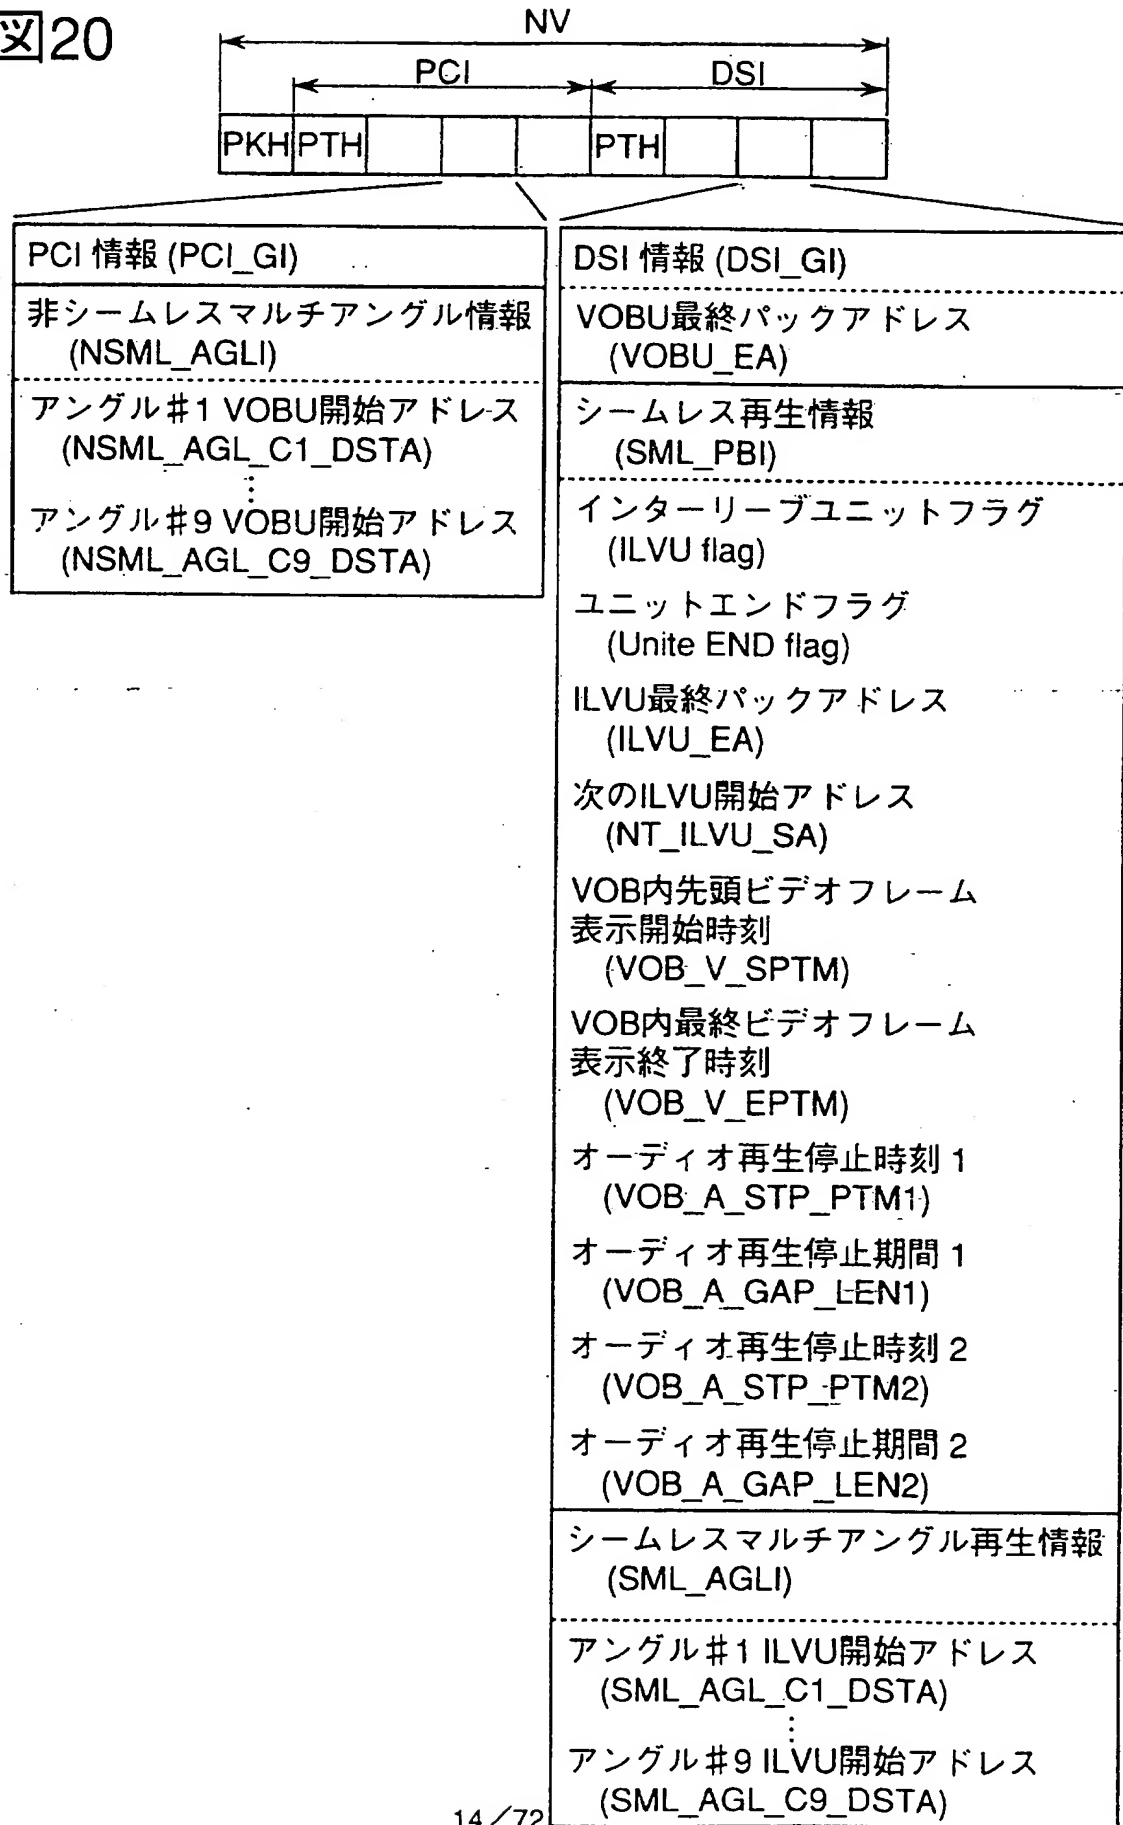 図20
NV
PCI
DSI
PKH PTH PTH
PCI 情報 (PCI_GI)
非シームレスマルチアングル情報
(NSML_AGLI)
アングル#1 VOBU開始アドレス
(NSML_AGL_C1_DSTA)
⋮
アングル#9 VOBU開始アドレス
(NSML_AGL_C9_DSTA)
DSI 情報 (DSI_GI)
VOBU最終パックアドレス
(VOBU_EA)
シームレス再生情報
(SML_PBI)
インターリーブユニットフラグ
(ILVU flag)
ユニットエンドフラグ
(Unite END flag)
ILVU最終パックアドレス
(ILVU_EA)
次のILVU開始アドレス
(NT_ILVU_SA)
VOB内先頭ビデオフレーム
表示開始時刻
(VOB_V_SPTM)
VOB内最終ビデオフレーム
表示終了時刻
(VOB_V_EPTM)
オーディオ再生停止時刻 1
(VOB_A_STP_PTM1)
オーディオ再生停止期間 1
(VOB_A_GAP_LEN1)
オーディオ再生停止時刻 2
(VOB_A_STP_PTM2)
オーディオ再生停止期間 2
(VOB_A_GAP_LEN2)
シームレスマルチアングル再生情報
(SML_AGLI)
アングル#1 ILVU開始アドレス
(SML_AGL_C1_DSTA)
⋮
アングル#9 ILVU開始アドレス
(SML_AGL_C9_DSTA)
14/72